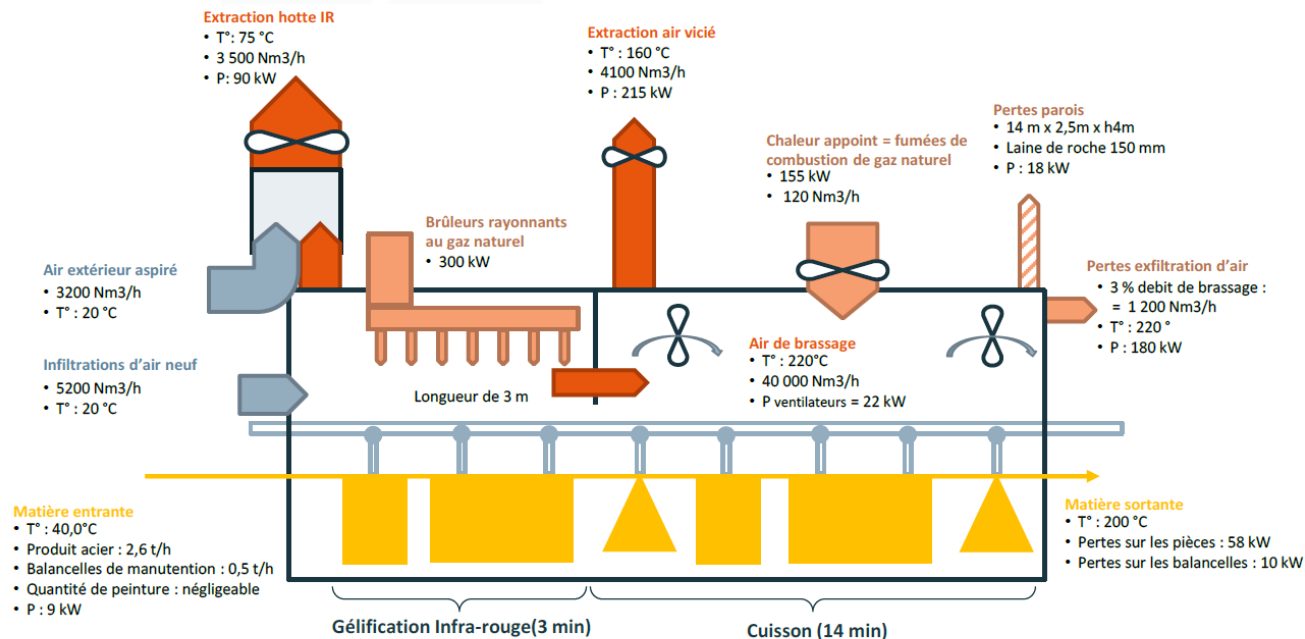 Extraction hotte IR
• T°: 75 °C
• 3 500 Nm3/h
• P: 90 kW
Extraction air vicié
• T° : 160 °C
• 4100 Nm3/h
• P : 215 kW
Pertes parois
• 14 m x 2,5m x h4m
• Laine de roche 150 mm
• P : 18 kW
Chaleur appoint = fumées de
combustion de gaz naturel
• 155 kW
• 120 Nm3/h
Brûleurs rayonnants
au gaz naturel
• 300 kW
Air extérieur aspiré
• 3200 Nm3/h
• T° : 20 °C
Pertes exfiltration d’air
• 3 % debit de brassage :
= 1 200 Nm3/h
• T° : 220 °
• P : 180 kW
Infiltrations d’air neuf
• 5200 Nm3/h
• T° : 20 °C
Longueur de 3 m
Air de brassage
• T° : 220°C
• 40 000 Nm3/h
• P ventilateurs = 22 kW
Matière entrante
• T° : 40,0°C
• Produit acier : 2,6 t/h
• Balancelles de manutention : 0,5 t/h
• Quantité de peinture : négligeable
• P : 9 kW
Matière sortante
• T° : 200 °C
• Pertes sur les pièces : 58 kW
• Pertes sur les balancelles : 10 kW
Gélification Infra-rouge(3 min)
Cuisson (14 min)